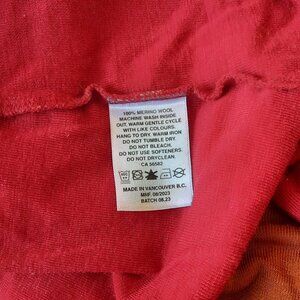 100% MERINO WOOL
MACHINE WASH INSIDE
OUT, WARM GENTLE CYCLE
WITH LIKE COLOURS.
HANG TO DRY. WARM IRON
DO NOT TUMBLE DRY
DO NOT BLEACH.
DO NOT USE SOFTENERS
DO NOT DRYCLEAN.
CA 56582
MADE IN VANCOUVER B.C.
MNF. 08/2023
BATCH 08.23